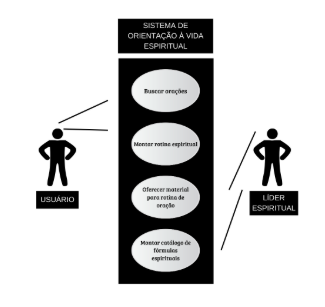 SISTEMA DE
ORIENTAÇÃO À VIDA
ESPIRITUAL
Buscar orações
Montar rotina espiritual
Oferecer material
para rotina de
oração
Montar catálogo de
fórmulas
espirituais
USUÁRIO
LÍDER
ESPIRITUAL